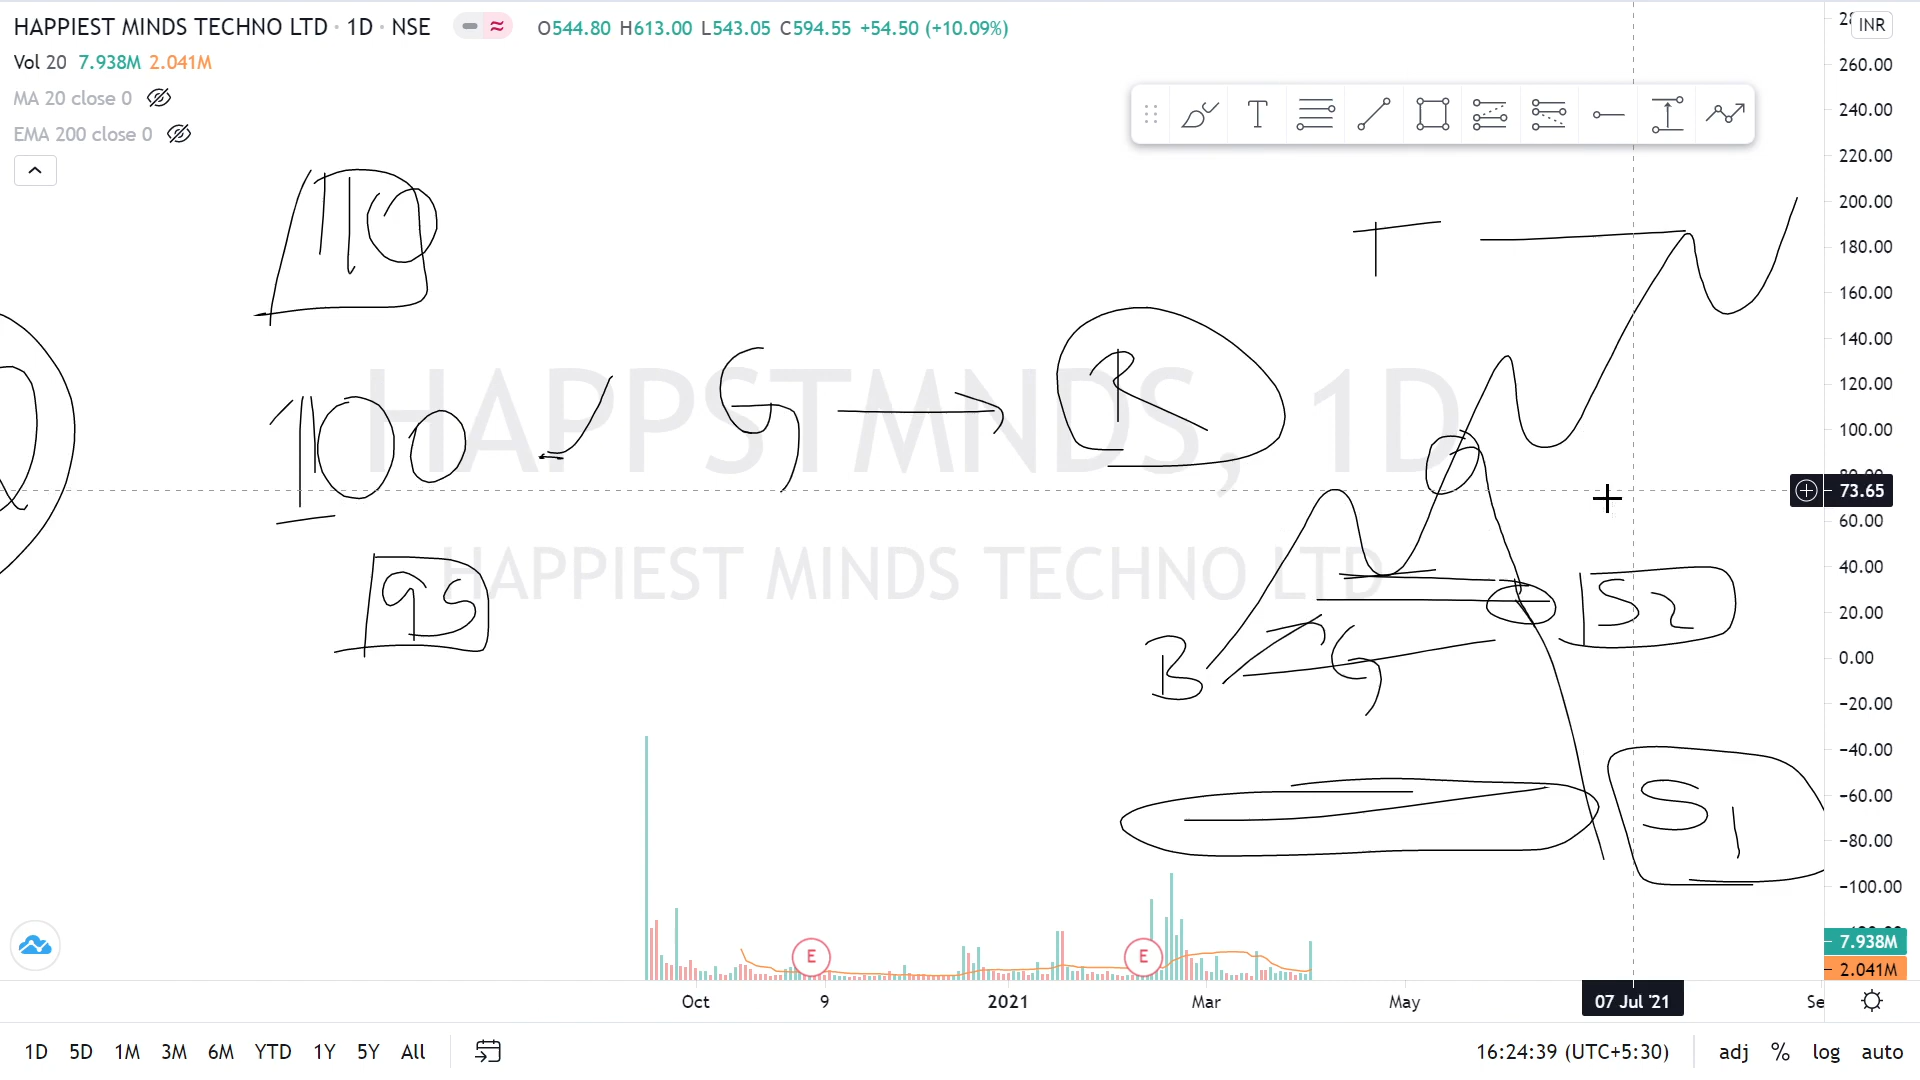 HAPPIEST MINDS TECHNO LTD · 1D · NSE
O544.80 H613.00 L543.05 C594.55 +54.50 (+10.09%)
Vol 20 7.938M 2.041M
MA 20 close 0
EMA 200 close 0
INR
260.00
240.00
220.00
200.00
180.00
160.00
140.00
120.00
100.00
80.00
73.65
60.00
40.00
20.00
0.00
−20.00
−40.00
−60.00
−80.00
−100.00
7.938M
2.041M
HAPPSTMNDS, 1D
HAPPIEST MINDS TECHNO LTD
110
T
100
G
R
95
B
G
S2
S1
E
E
Oct 9 2021 Mar May 07 Jul '21
1D 5D 1M 3M 6M YTD 1Y 5Y All
16:24:39 (UTC+5:30) adj % log auto